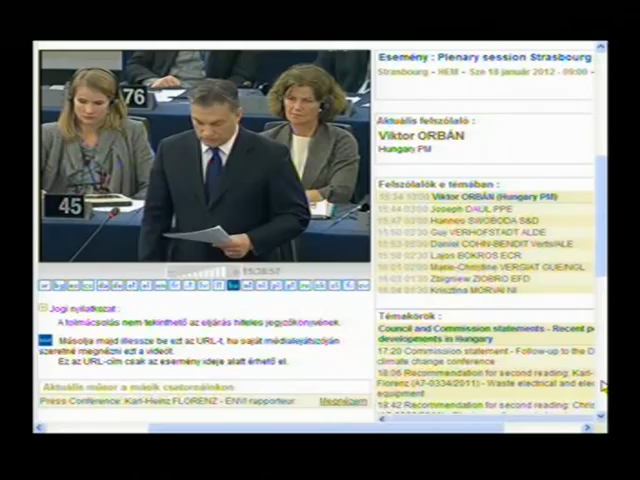 76
45
Esemény : Plenary session Strasbourg
Strasbourg - HEM - Sze 18 január 2012 - 09:00 -
Aktuális felszólaló :
Viktor ORBÁN
Hungary PM
Felszólalók e témában :
Viktor ORBÁN (Hungary PM)
Joseph DAUL PPE
Hannes SWOBODA S&D
Guy VERHOFSTADT ALDE
Daniel COHN-BENDIT Verts/ALE
Lajos BOKROS ECR
Marie-Christine VERGIAT GUE/NGL
Zbigniew ZIOBRO EFD
Krisztina MORVAI NI
Jogi nyilatkozat :
A tolmácsolás nem tekinthető az eljárás hiteles jegyzőkönyvének.
Másolja majd illessze be ezt az URL-t, ha saját médialejátszóján
szeretné megnézni ezt a videót.
Ez az URL-cím csak az esemény ideje alatt érhető el.
Aktuális műsor a másik csatornáinkon
Press Conference: Karl-Heinz FLORENZ - ENVI rapporteur. Megnézem
Témakörök :
Council and Commission statements - Recent p
developments in Hungary
17:20 Commission statement - Follow-up to the D
climate change conference
18:06 Recommendation for second reading: Karl-
Florenz (A7-0334/2011) - Waste electrical and ele
equipment
18:42 Recommendation for second reading: Chris